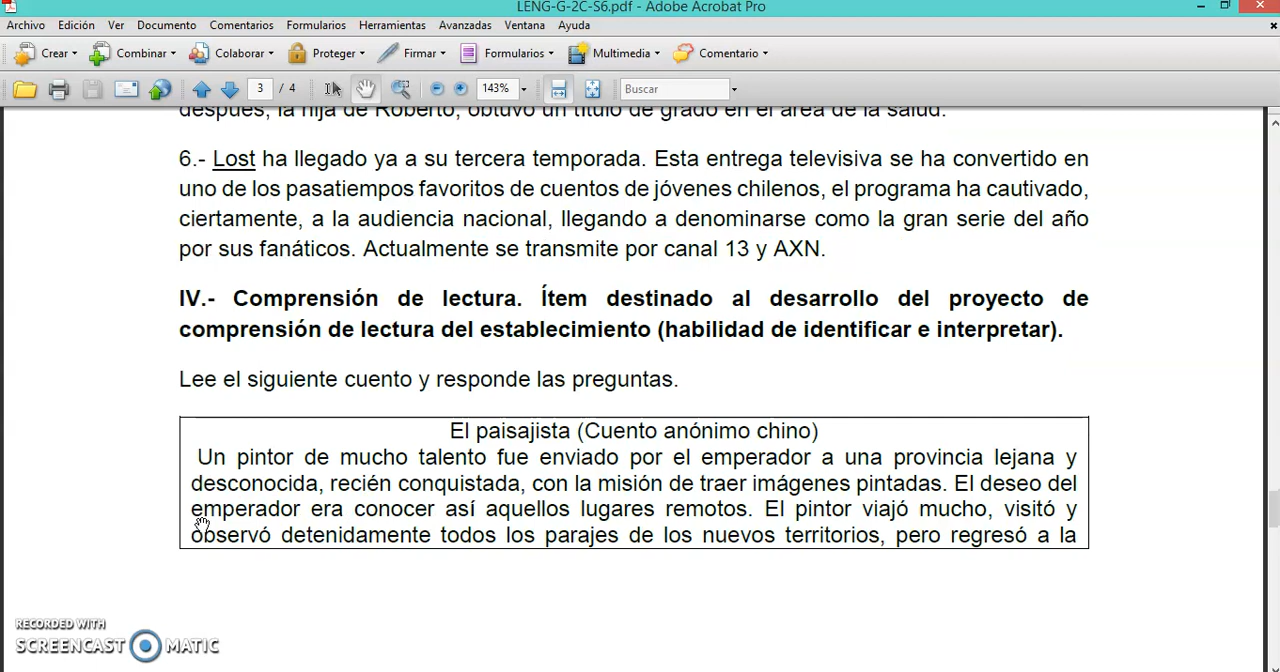 LENG-G-2C-S6.pdf - Adobe Acrobat Pro
Archivo Edición Ver Documento Comentarios Formularios Herramientas Avanzadas Ventana Ayuda
Crear Combinar Colaborar Proteger Firmar Formularios Multimedia Comentario
3 / 4 143% Buscar
después, la hija de Roberto, obtuvo un título de grado en el área de la salud.
6.- Lost ha llegado ya a su tercera temporada. Esta entrega televisiva se ha convertido en
uno de los pasatiempos favoritos de cuentos de jóvenes chilenos, el programa ha cautivado,
ciertamente, a la audiencia nacional, llegando a denominarse como la gran serie del año
por sus fanáticos. Actualmente se transmite por canal 13 y AXN.
IV.- Comprensión de lectura. Ítem destinado al desarrollo del proyecto de
comprensión de lectura del establecimiento (habilidad de identificar e interpretar).
Lee el siguiente cuento y responde las preguntas.
El paisajista (Cuento anónimo chino)
Un pintor de mucho talento fue enviado por el emperador a una provincia lejana y
desconocida, recién conquistada, con la misión de traer imágenes pintadas. El deseo del
emperador era conocer así aquellos lugares remotos. El pintor viajó mucho, visitó y
observó detenidamente todos los parajes de los nuevos territorios, pero regresó a la
RECORDED WITH
SCREENCAST MATIC